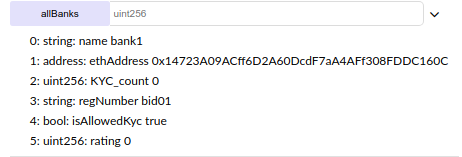 allBanks uint256
0: string: name bank1
1: address: ethAddress 0x14723A09ACff6D2A60DcdF7aA4AFf308FDDC160C
2: uint256: KYC_count 0
3: string: regNumber bid01
4: bool: isAllowedKyc true
5: uint256: rating 0